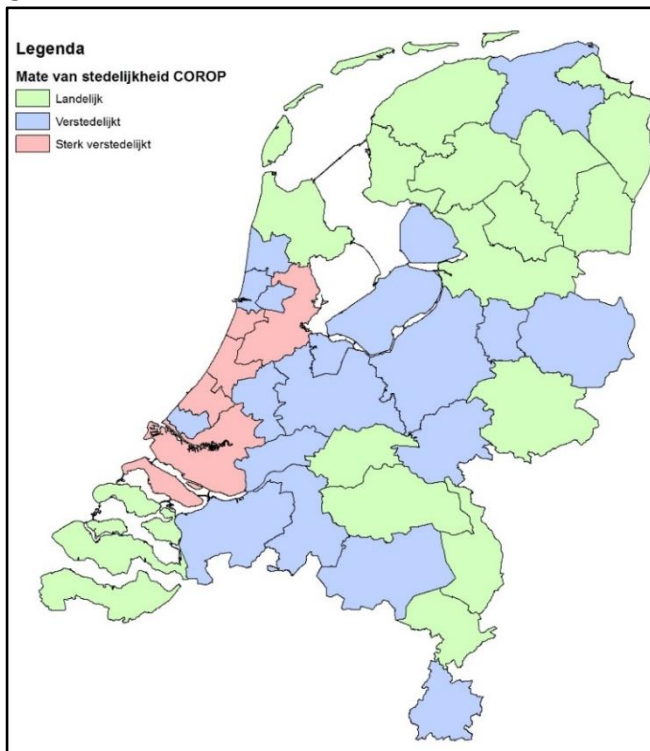 Legenda
Mate van stedelijkheid COROP
Landelijk
Verstedelijkt
Sterk verstedelijkt